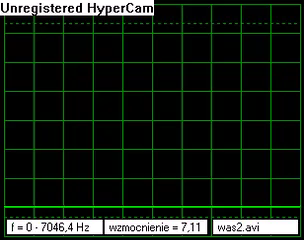 Unregistered HyperCam
f = 0 - 7046,4 Hz
wzmocnienie = 7,11
was2.avi